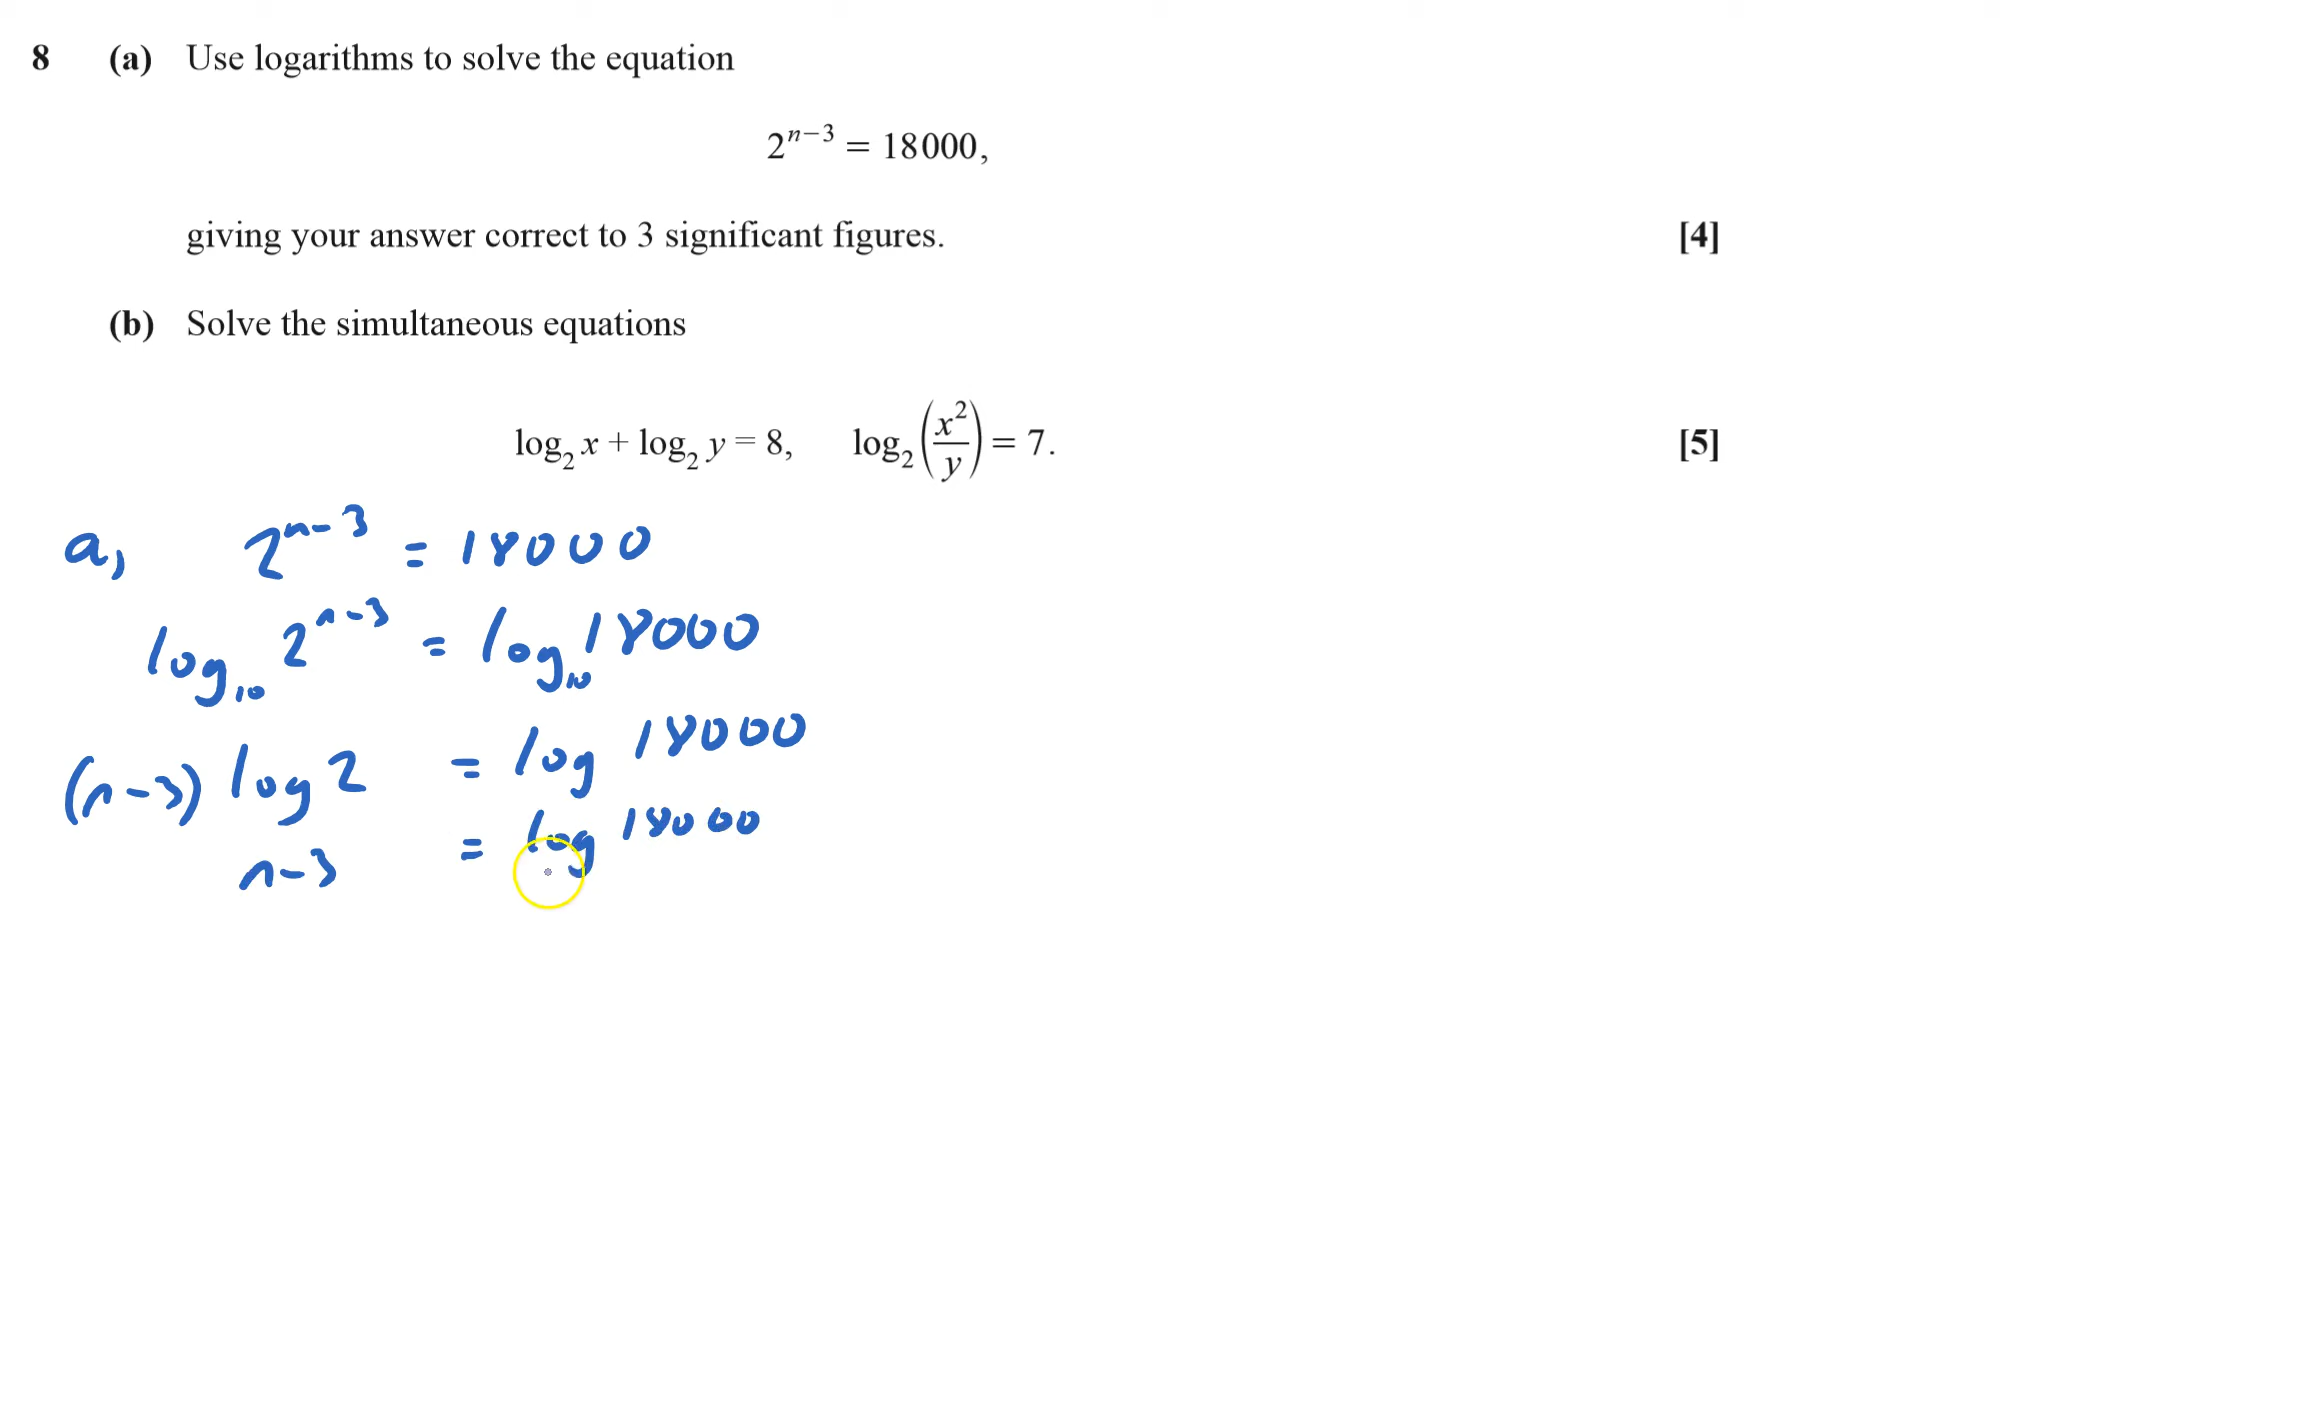 8 (a) Use logarithms to solve the equation
2^{n-3} = 18000,
giving your answer correct to 3 significant figures. [4]
(b) Solve the simultaneous equations
log₂ x + log₂ y = 8, log₂(x²/y) = 7. [5]
a, 2^{n-3} = 18000
log₁₀ 2^{n-3} = log₁₀ 18000
(n-3) log 2 = log 18000
n-3 = log 18000